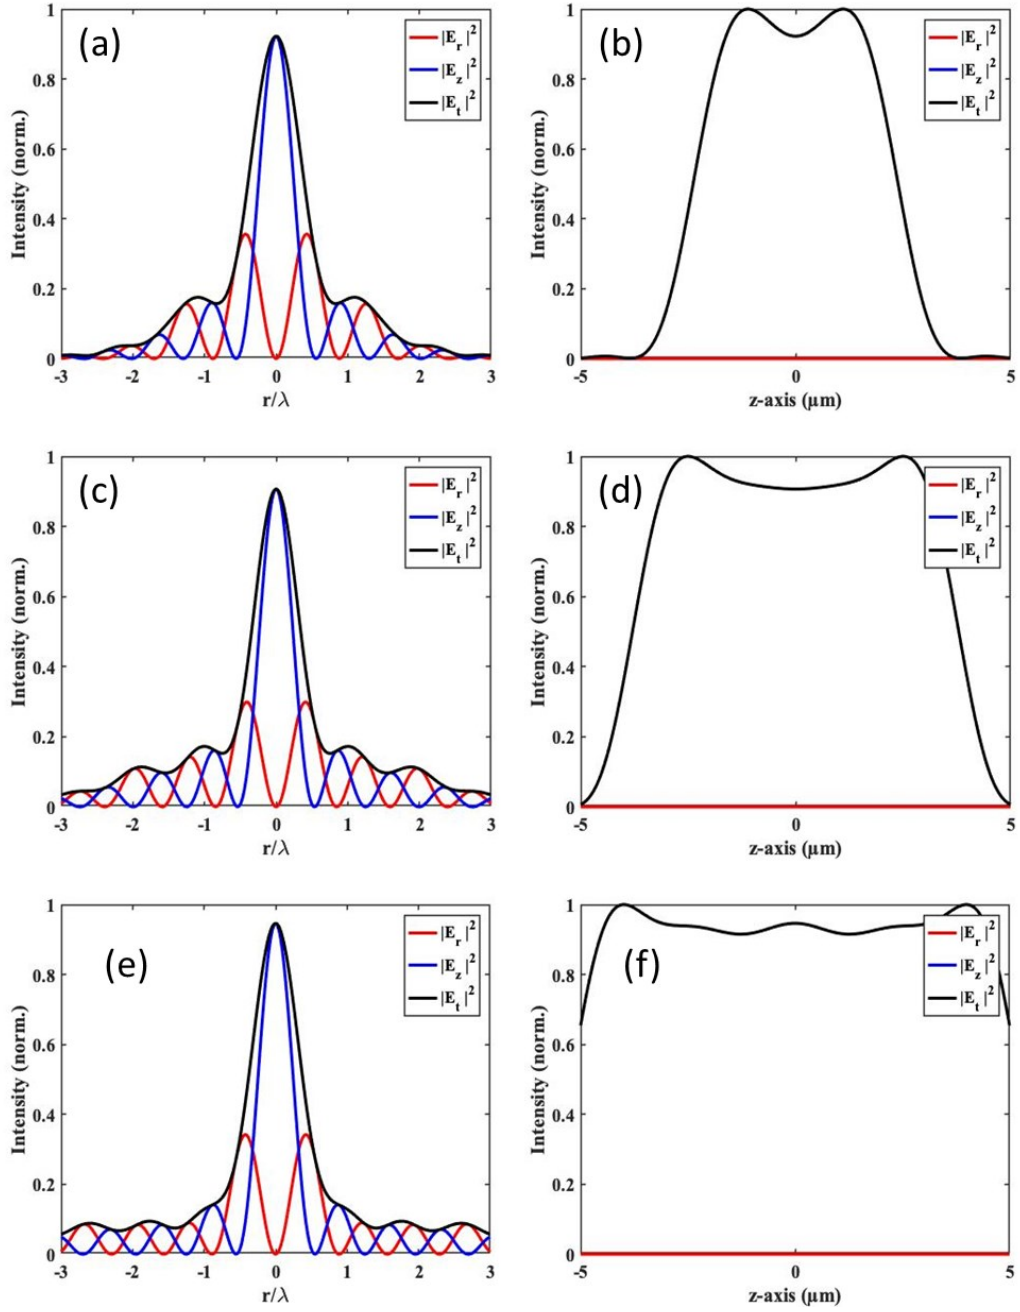 (a)
|E_r|^2
|E_z|^2
|E_t|^2
1
0.8
0.6
0.4
0.2
0
Intensity (norm.)
-3 -2 -1 0 1 2 3
r/λ
(b)
|E_r|^2
|E_z|^2
|E_t|^2
1
0.8
0.6
0.4
0.2
0
Intensity (norm.)
-5 0 5
z-axis (µm)
(c)
|E_r|^2
|E_z|^2
|E_t|^2
1
0.8
0.6
0.4
0.2
0
Intensity (norm.)
-3 -2 -1 0 1 2 3
r/λ
(d)
|E_r|^2
|E_z|^2
|E_t|^2
1
0.8
0.6
0.4
0.2
0
Intensity (norm.)
-5 0 5
z-axis (µm)
(e)
|E_r|^2
|E_z|^2
|E_t|^2
1
0.8
0.6
0.4
0.2
0
Intensity (norm.)
-3 -2 -1 0 1 2 3
r/λ
(f)
|E_r|^2
|E_z|^2
|E_t|^2
1
0.8
0.6
0.4
0.2
0
Intensity (norm.)
-5 0 5
z-axis (µm)